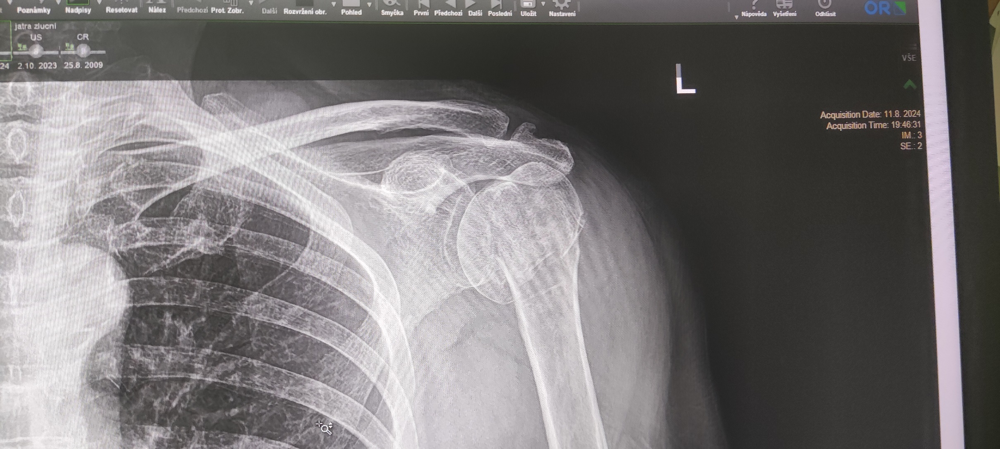 Poznámky Nadpisy Resetovat Nález Předchozí Prot. Zobr. Další Rozvržení obr. Pohled Smyčka První Předchozí Další Poslední Uložit Nastavení Nápověda Vyšetření Odhlásit OR
jatra zlucni
US CR
24 2.10. 2023 25.8. 2009
VŠE
L
Acquisition Date: 11.8. 2024
Acquisition Time: 19:46:31
IM.: 3
SE.: 2